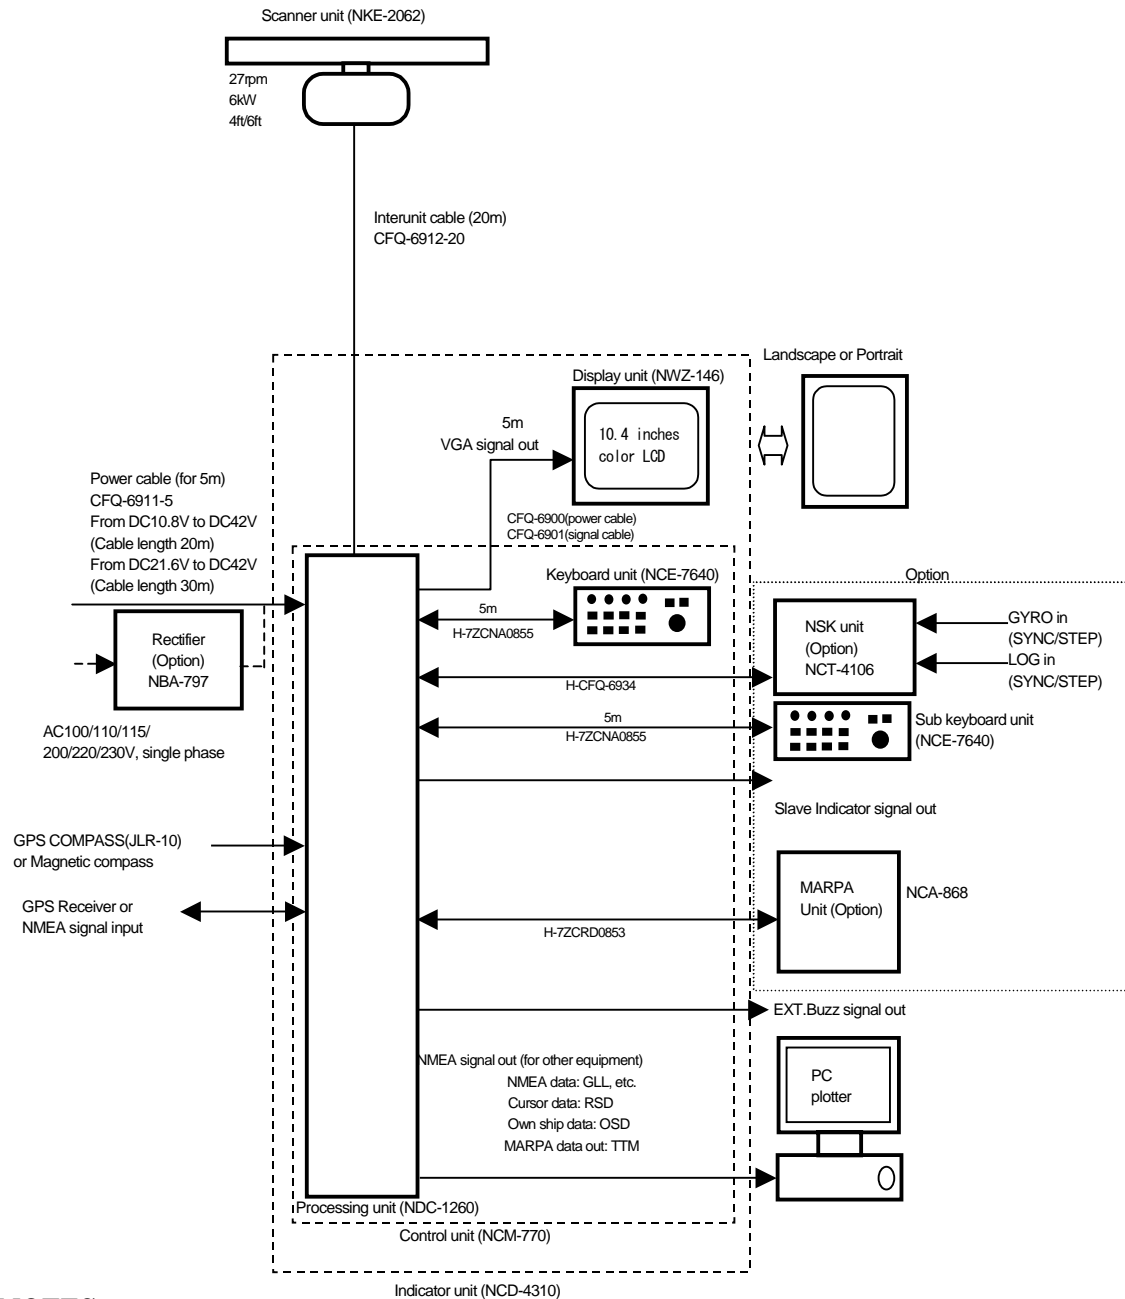 Scanner unit (NKE-2062)
27rpm
6kW
4ft/6ft
Interunit cable (20m)
CFQ-6912-20
Landscape or Portrait
Display unit (NWZ-146)
10.4 inches
color LCD
5m
VGA signal out
CFQ-6900(power cable)
CFQ-6901(signal cable)
Power cable (for 5m)
CFQ-6911-5
From DC10.8V to DC42V
(Cable length 20m)
From DC21.6V to DC42V
(Cable length 30m)
Rectifier
(Option)
NBA-797
AC100/110/115/
200/220/230V, single phase
Keyboard unit (NCE-7640)
5m
H-7ZCNA0855
Option
NSK unit
(Option)
NCT-4106
GYRO in
(SYNC/STEP)
LOG in
(SYNC/STEP)
H-CFQ-6934
5m
H-7ZCNA0855
Sub keyboard unit
(NCE-7640)
Slave Indicator signal out
GPS COMPASS(JLR-10)
or Magnetic compass
GPS Receiver or
NMEA signal input
MARPA
Unit (Option)
NCA-868
H-7ZCRD0853
EXT.Buzz signal out
NMEA signal out (for other equipment)
NMEA data: GLL, etc.
Cursor data: RSD
Own ship data: OSD
MARPA data out: TTM
PC
plotter
Processing unit (NDC-1260)
Control unit (NCM-770)
Indicator unit (NCD-4310)